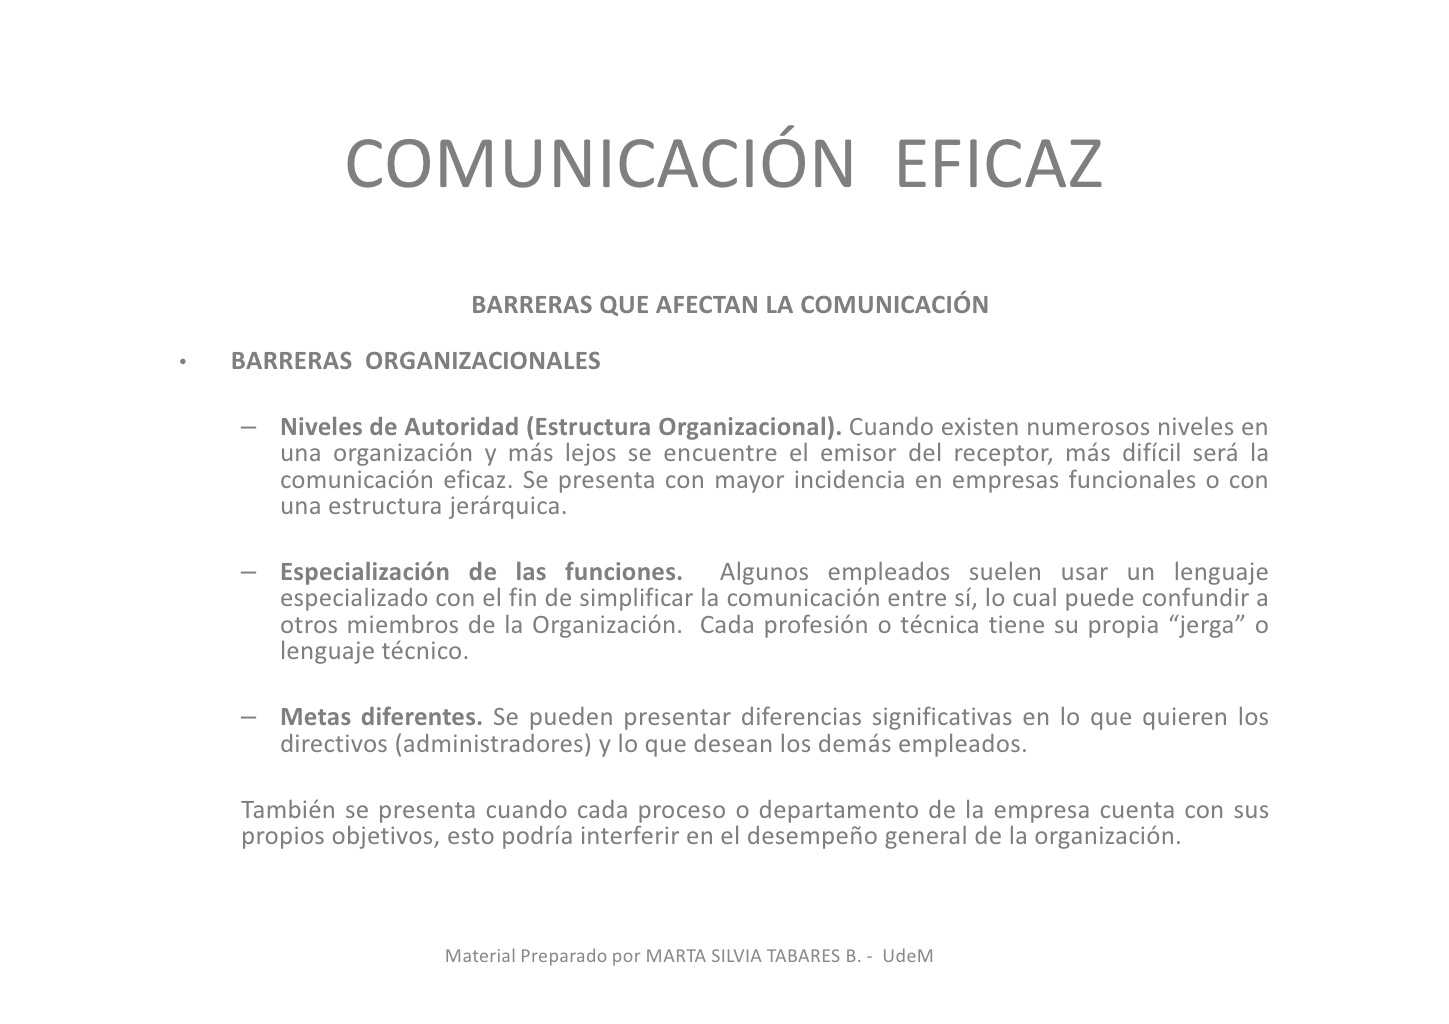 COMUNICACIÓN  EFICAZ
BARRERAS QUE AFECTAN LA COMUNICACIÓN
• BARRERAS  ORGANIZACIONALES
– Niveles de Autoridad (Estructura Organizacional). Cuando existen numerosos niveles en
una organización y más lejos se encuentre el emisor del receptor, más difícil será la
comunicación eficaz. Se presenta con mayor incidencia en empresas funcionales o con
una estructura jerárquica.
– Especialización de las funciones.  Algunos empleados suelen usar un lenguaje
especializado con el fin de simplificar la comunicación entre sí, lo cual puede confundir a
otros miembros de la Organización.  Cada profesión o técnica tiene su propia “jerga” o
lenguaje técnico.
– Metas diferentes. Se pueden presentar diferencias significativas en lo que quieren los
directivos (administradores) y lo que desean los demás empleados.
También se presenta cuando cada proceso o departamento de la empresa cuenta con sus
propios objetivos, esto podría interferir en el desempeño general de la organización.
Material Preparado por MARTA SILVIA TABARES B. -  UdeM